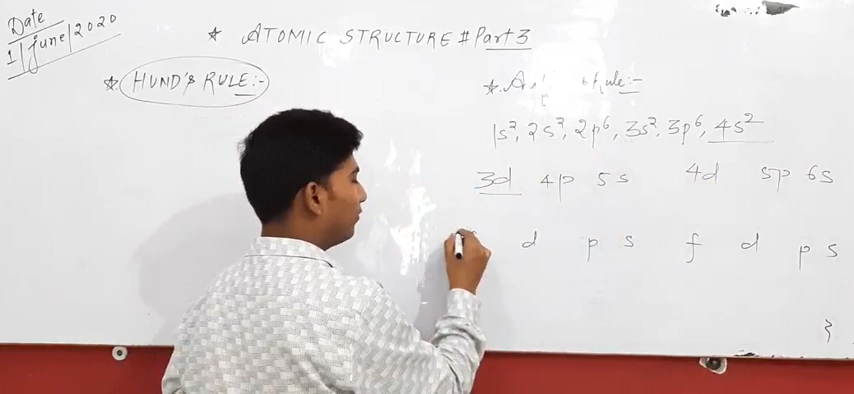 Date
1/June/2020
★ ATOMIC STRUCTURE # Part 3
★ HUND'S RULE:-
★ Rule:-
1s², 2s², 2p⁶, 3s², 3p⁶, 4s²
3d 4p 5s 4d 5p 6s
d p s f d p s